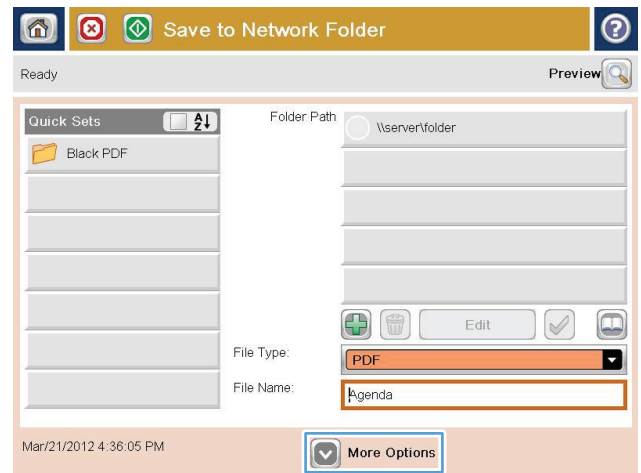 Save to Network Folder
Ready
Preview
Quick Sets
A
Z
Folder Path
\\server\folder
Black PDF
Edit
File Type:
PDF
File Name:
Agenda
Mar/21/2012 4:36:05 PM
More Options